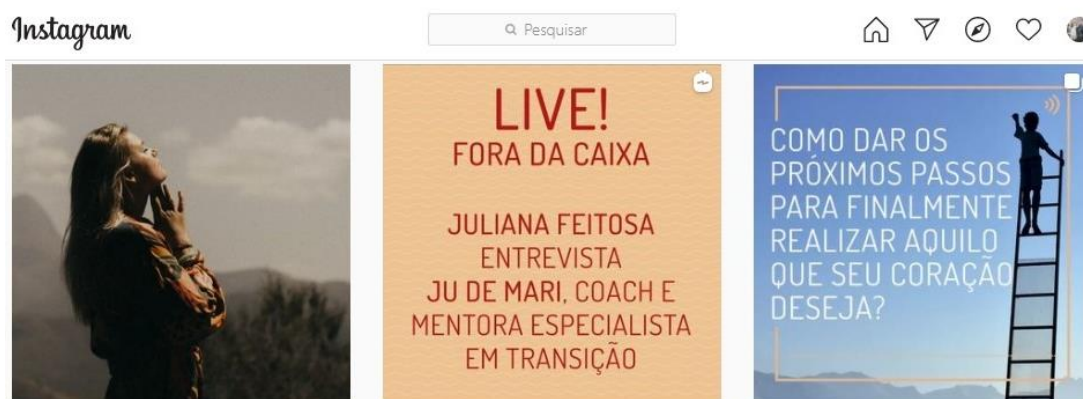 Instagram
Pesquisar
LIVE!
FORA DA CAIXA
JULIANA FEITOSA
ENTREVISTA
JU DE MARI, COACH E
MENTORA ESPECIALISTA
EM TRANSIÇÃO
COMO DAR OS
PRÓXIMOS PASSOS
PARA FINALMENTE
REALIZAR AQUILO
QUE SEU CORAÇÃO
DESEJA?